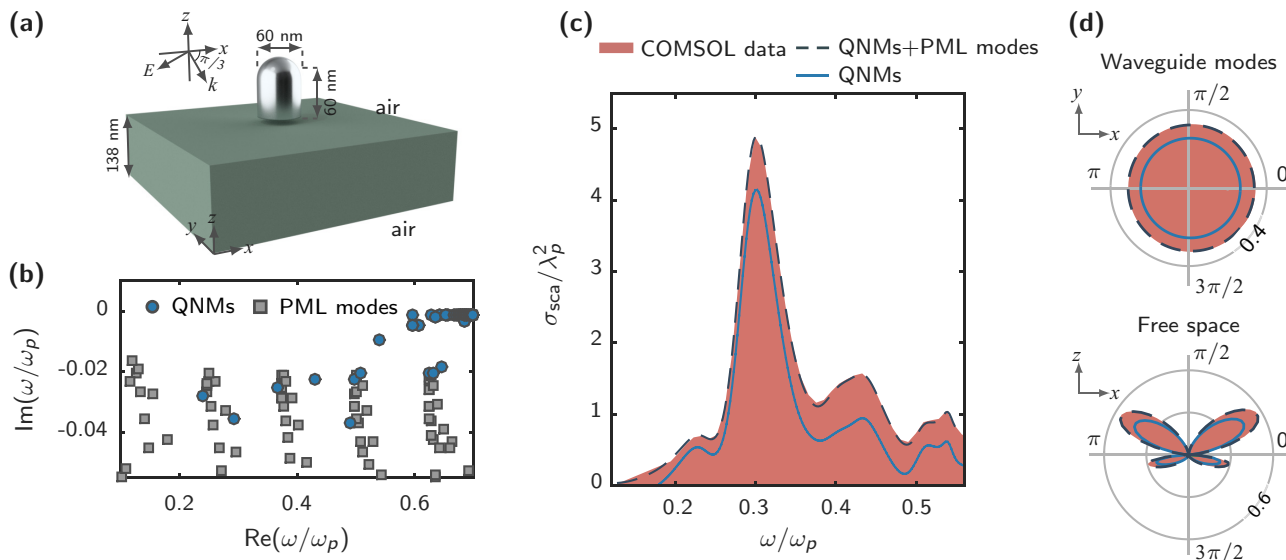 (a)
z
x
π/3
E
k
60 nm
60 nm
air
138 nm
air
y
z
x
(b)
QNMs
PML modes
0
-0.02
-0.04
Im(ω/ωp)
0.2
0.4
0.6
Re(ω/ωp)
(c)
COMSOL data
QNMs+PML modes
QNMs
5
4
3
2
1
0
σsca/λp²
0.2
0.3
0.4
0.5
ω/ωp
(d)
Waveguide modes
y
x
π/2
π
0
0.4
3π/2
Free space
z
x
π/2
π
0
0.6
3π/2